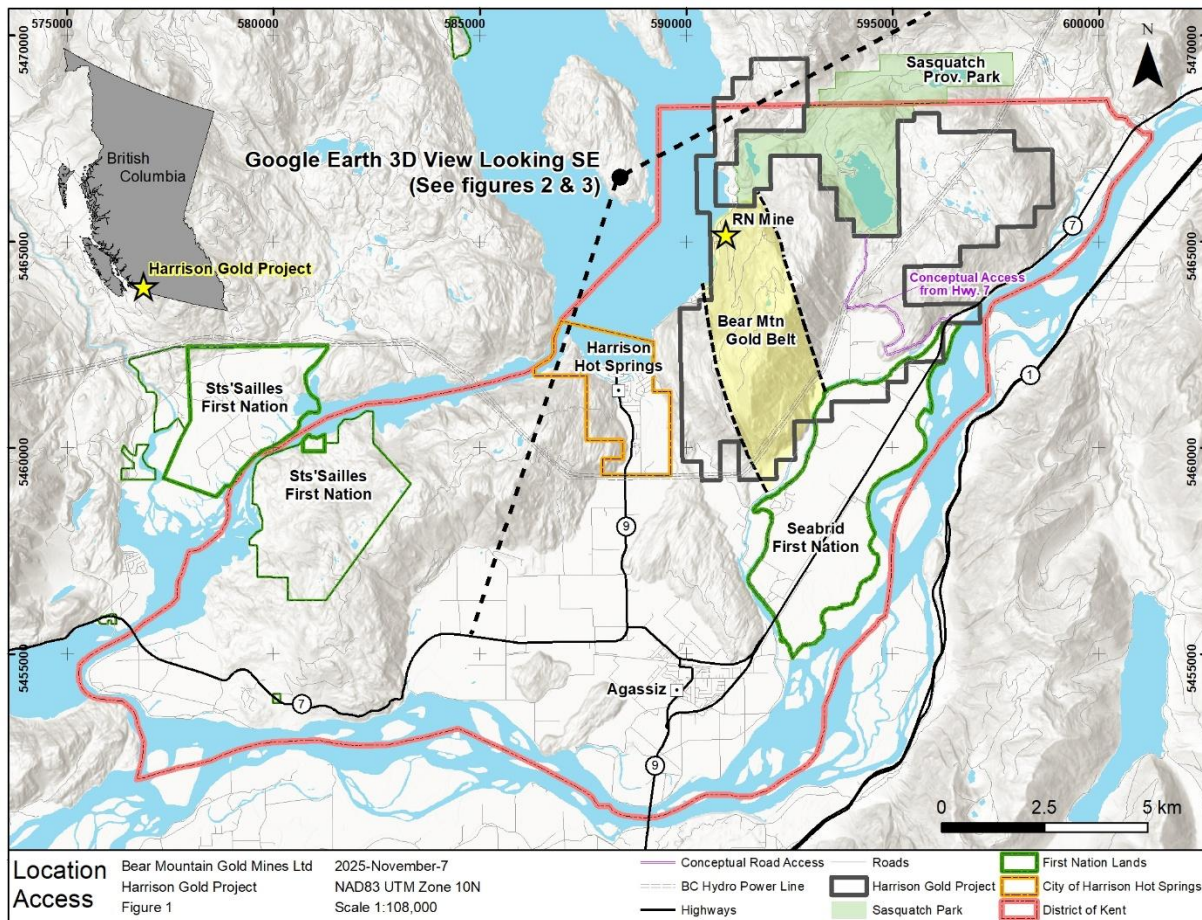 575000
580000
585000
590000
595000
600000
5470000
5470000
N
Sasquatch
Prov. Park
British
Columbia
Google Earth 3D View Looking SE
(See figures 2 & 3)
7
RN Mine
5465000
5465000
Harrison Gold Project
Conceptual Access
from Hwy. 7
Bear Mtn
Gold Belt
Harrison
Hot Springs
1
Sts'Sailles
First Nation
5460000
5460000
Sts'Sailles
First Nation
9
Seabrid
First Nation
5455000
5455000
Agassiz
7
9
0 2.5 5 km
Location
Access
Bear Mountain Gold Mines Ltd
Harrison Gold Project
Figure 1
2025-November-7
NAD83 UTM Zone 10N
Scale 1:108,000
Conceptual Road Access
BC Hydro Power Line
Highways
Roads
Harrison Gold Project
Sasquatch Park
First Nation Lands
City of Harrison Hot Springs
District of Kent